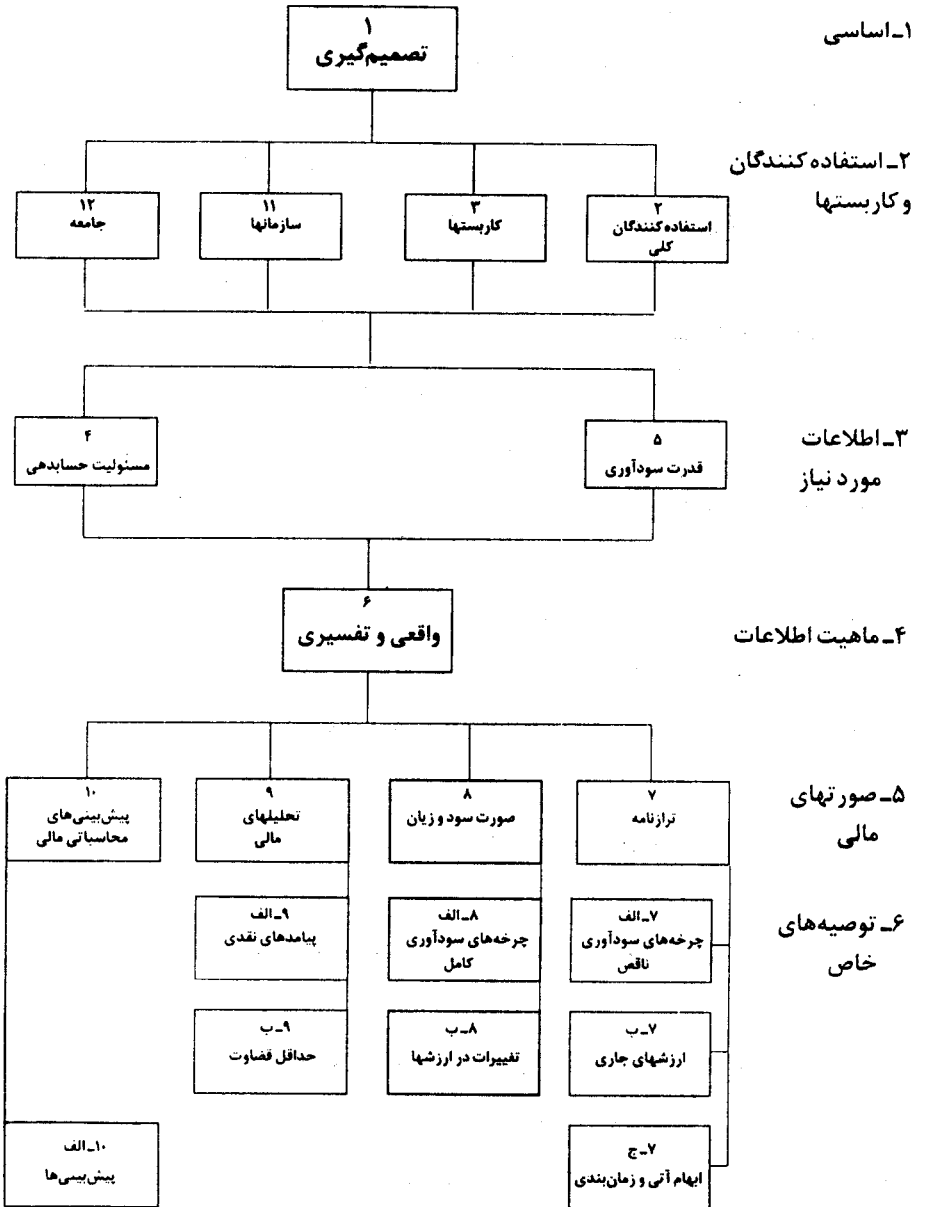 ۱ـ اساسی
۱
تصمیم‌گیری
۲ـ استفاده کنندگان
و کاربستها
۲
استفاده کنندگان
کلی
۳
کاربستها
۱۱
سازمانها
۱۲
جامعه
۳ـ اطلاعات
مورد نیاز
۵
قدرت سودآوری
۴
مسئولیت حسابدهی
۴ـ ماهیت اطلاعات
۶
واقعی و تفسیری
۵ـ صورتهای
مالی
۷
ترازنامه
۸
صورت سود و زیان
۹
تحلیلهای
مالی
۱۰
پیش‌بینی‌های
محاسباتی مالی
۶ـ توصیه‌های
خاص
۷ـ الف
چرخه‌های سودآوری
ناقص
۸ـ الف
چرخه‌های سودآوری
کامل
۹ـ الف
پیامدهای نقدی
۷ـ ب
ارزشهای جاری
۸ـ ب
تغییرات در ارزشها
۹ـ ب
حداقل قضاوت
۷ـ ج
ابهام آتی و زمان‌بندی
۱۰ـ الف
پیش‌بینی‌ها